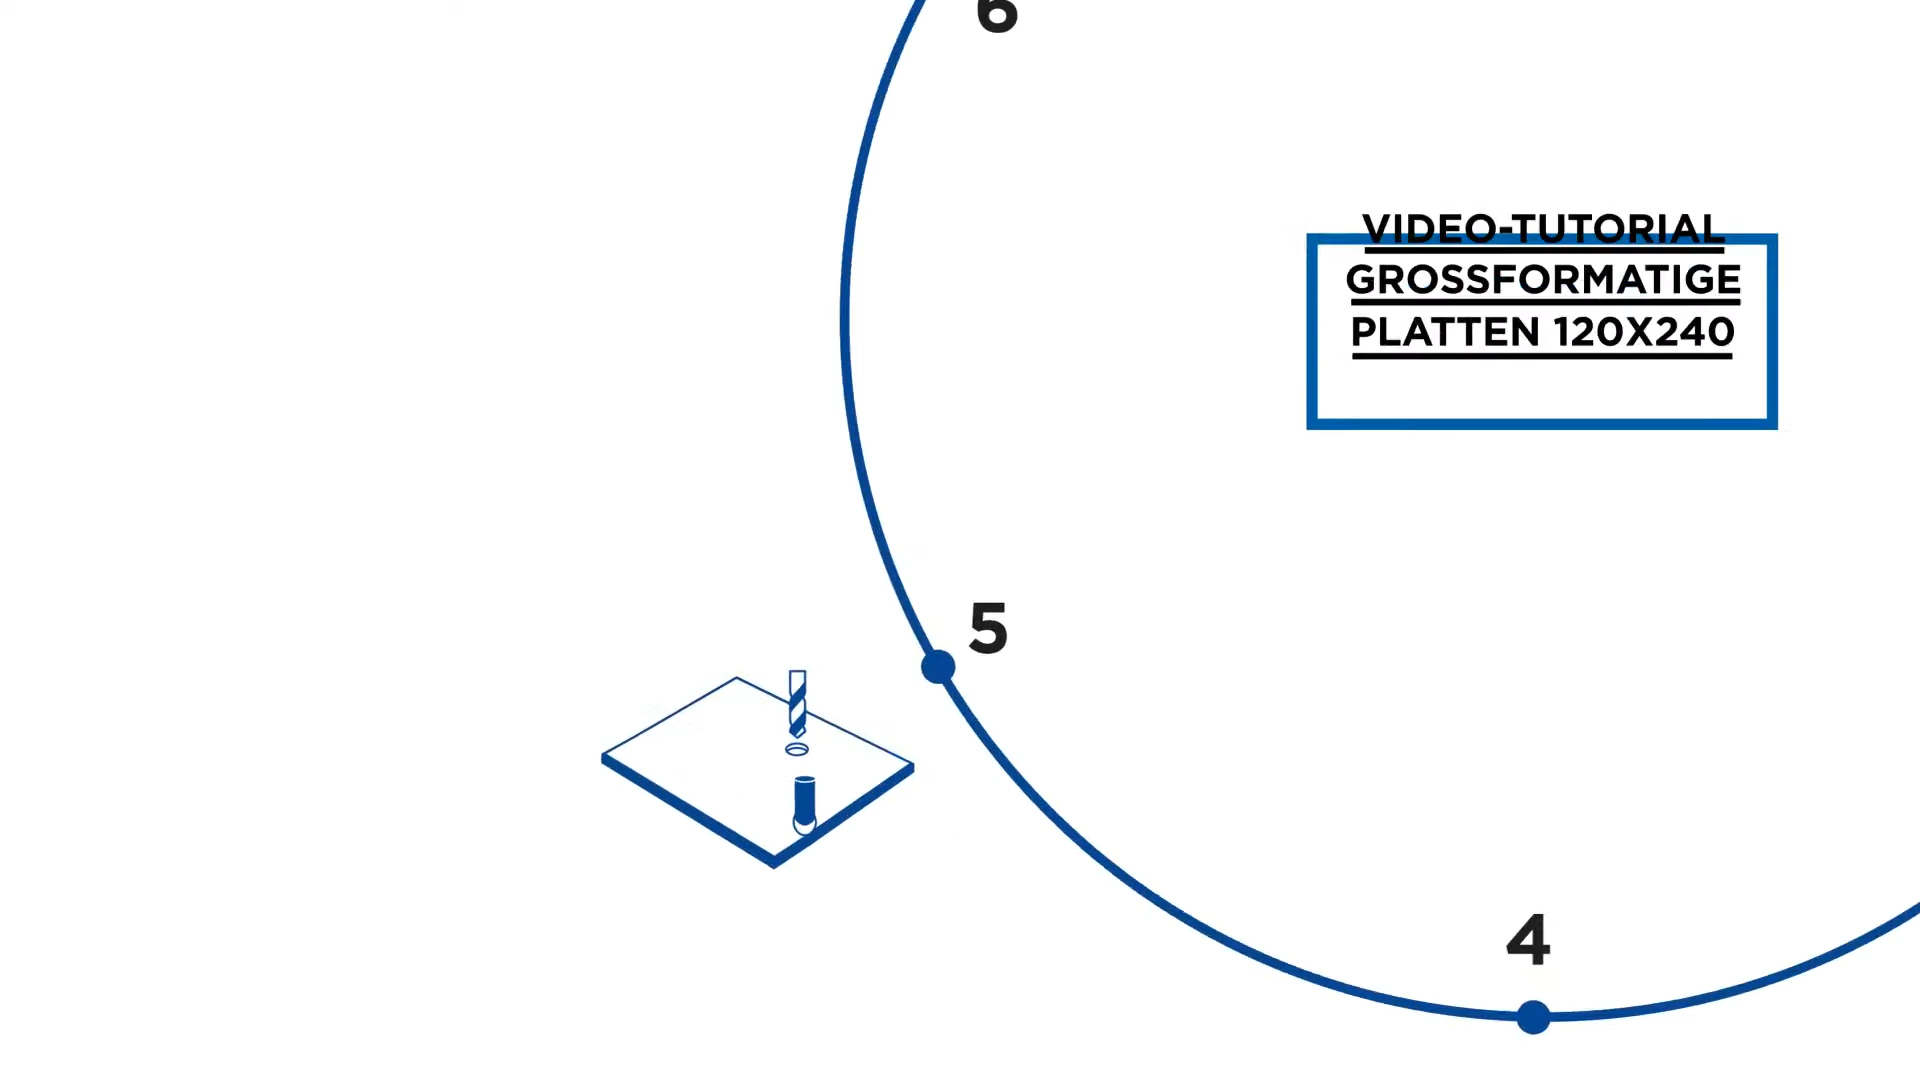 6
VIDEO-TUTORIAL
GROSSFORMATIGE
PLATTEN 120X240
5
4